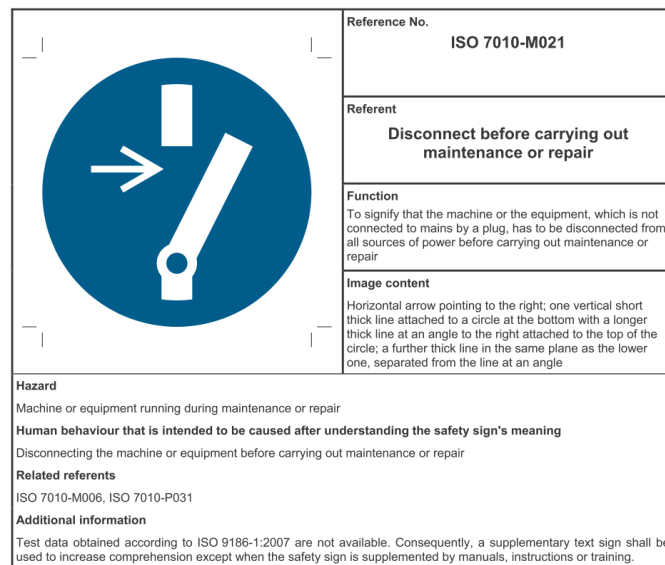 Reference No.
ISO 7010-M021
Referent
Disconnect before carrying out
maintenance or repair
Function
To signify that the machine or the equipment, which is not
connected to mains by a plug, has to be disconnected from
all sources of power before carrying out maintenance or
repair
Image content
Horizontal arrow pointing to the right; one vertical short
thick line attached to a circle at the bottom with a longer
thick line at an angle to the right attached to the top of the
circle; a further thick line in the same plane as the lower
one, separated from the line at an angle
Hazard
Machine or equipment running during maintenance or repair
Human behaviour that is intended to be caused after understanding the safety sign's meaning
Disconnecting the machine or equipment before carrying out maintenance or repair
Related referents
ISO 7010-M006, ISO 7010-P031
Additional information
Test data obtained according to ISO 9186-1:2007 are not available. Consequently, a supplementary text sign shall be
used to increase comprehension except when the safety sign is supplemented by manuals, instructions or training.